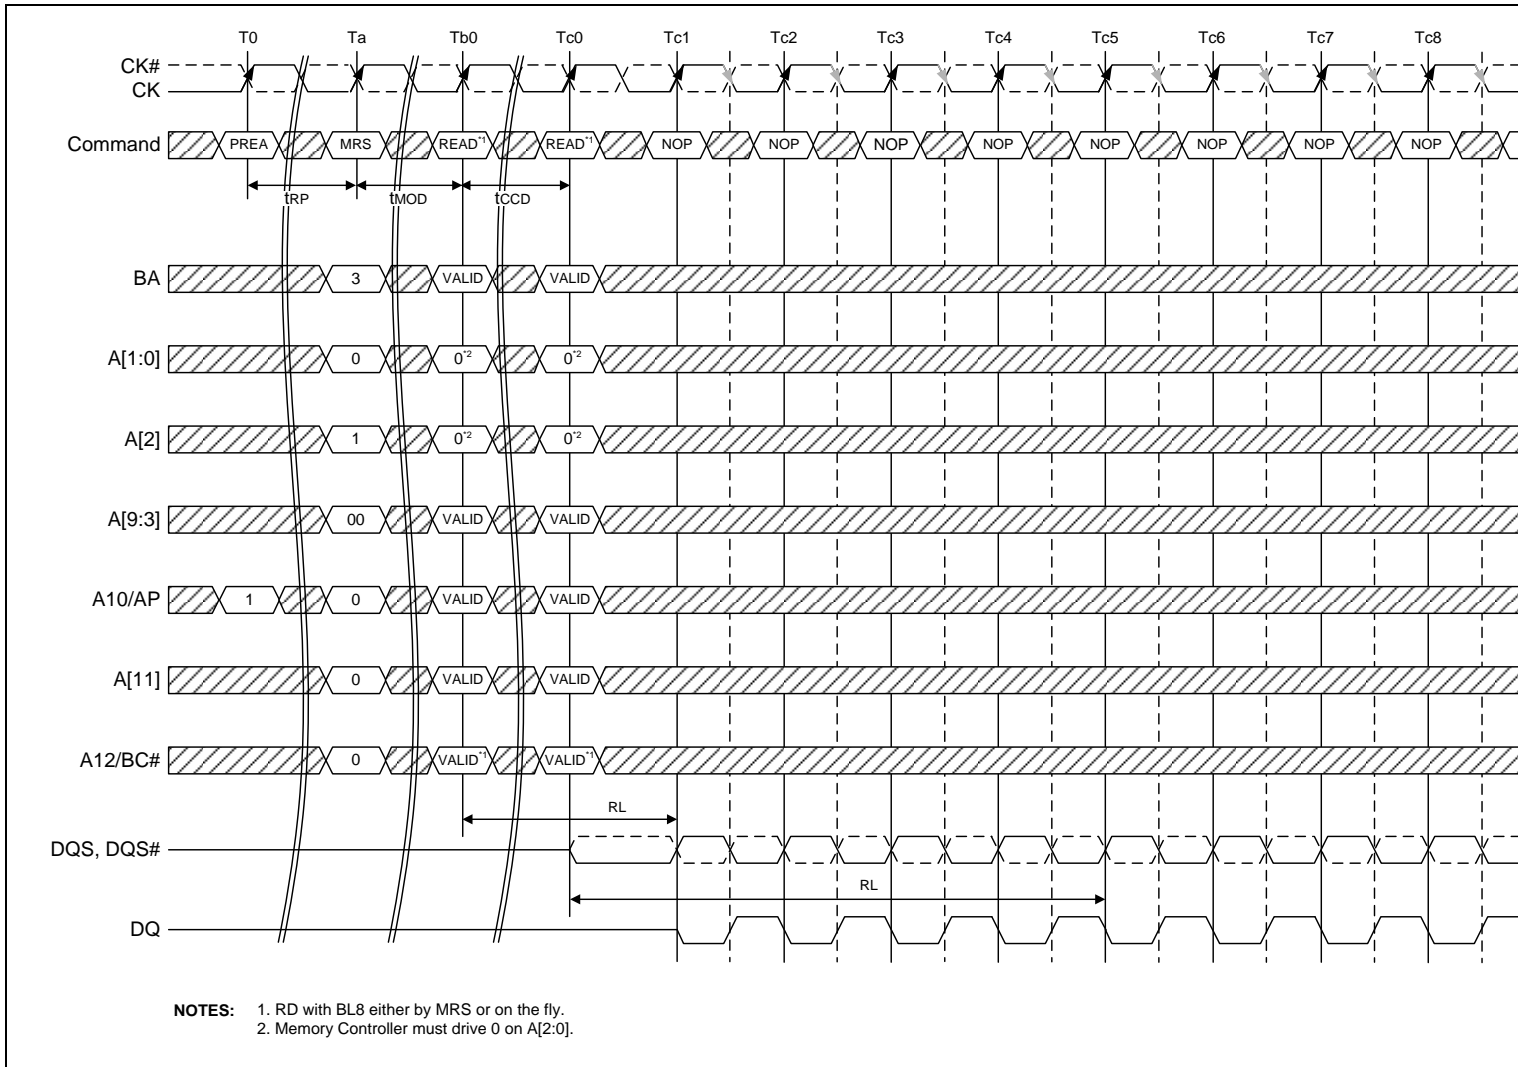 T0 Ta Tb0 Tc0 Tc1 Tc2 Tc3 Tc4 Tc5 Tc6 Tc7 Tc8
CK#
CK
Command PREA MRS READ*1 READ*1 NOP NOP NOP NOP NOP NOP NOP NOP
tRP tMOD tCCD
BA 3 VALID VALID
A[1:0] 0 0*2 0*2
A[2] 1 0*2 0*2
A[9:3] 00 VALID VALID
A10/AP 1 0 VALID VALID
A[11] 0 VALID VALID
A12/BC# 0 VALID*1 VALID*1
RL
DQS, DQS#
RL
DQ
NOTES: 1. RD with BL8 either by MRS or on the fly.
2. Memory Controller must drive 0 on A[2:0].